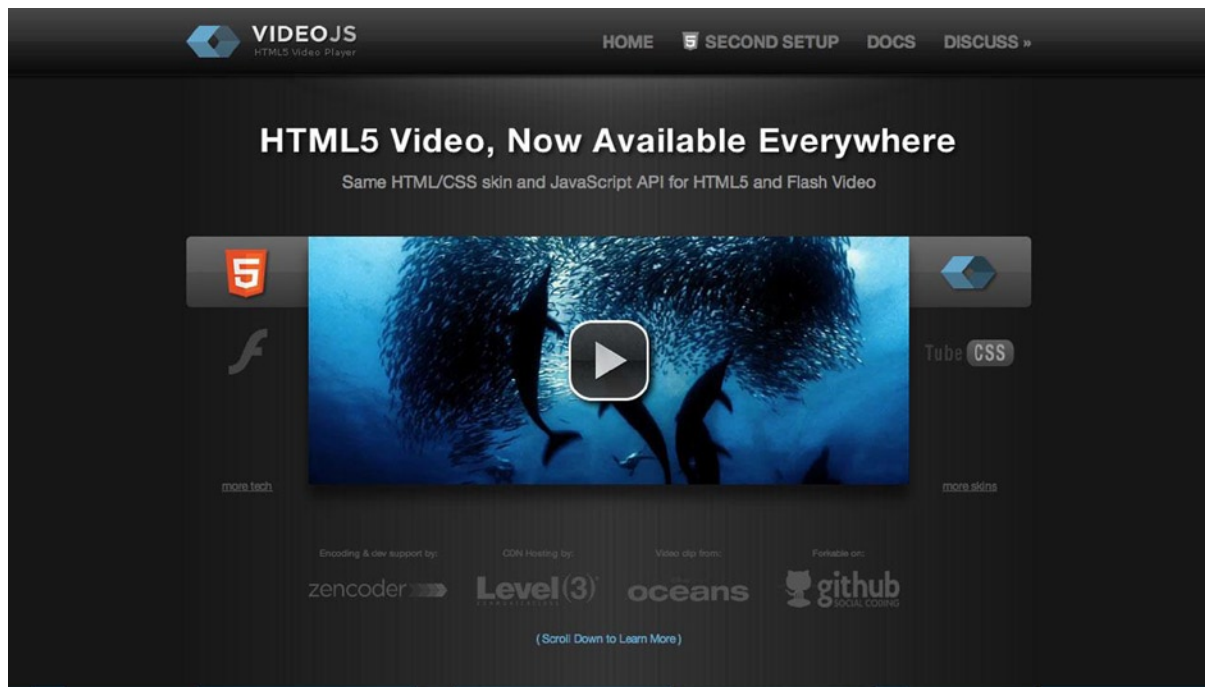 VIDEOJS
HTML5 Video Player
HOME 5 SECOND SETUP DOCS DISCUSS »
HTML5 Video, Now Available Everywhere
Same HTML/CSS skin and JavaScript API for HTML5 and Flash Video
5
f
Tube CSS
more tech
more skins
Encoding & dev support by: CDN Hosting by: Video clip from: Forkable on:
zencoder Level(3) oceans github
COMMUNICATIONS SOCIAL CODING
(Scroll Down to Learn More)